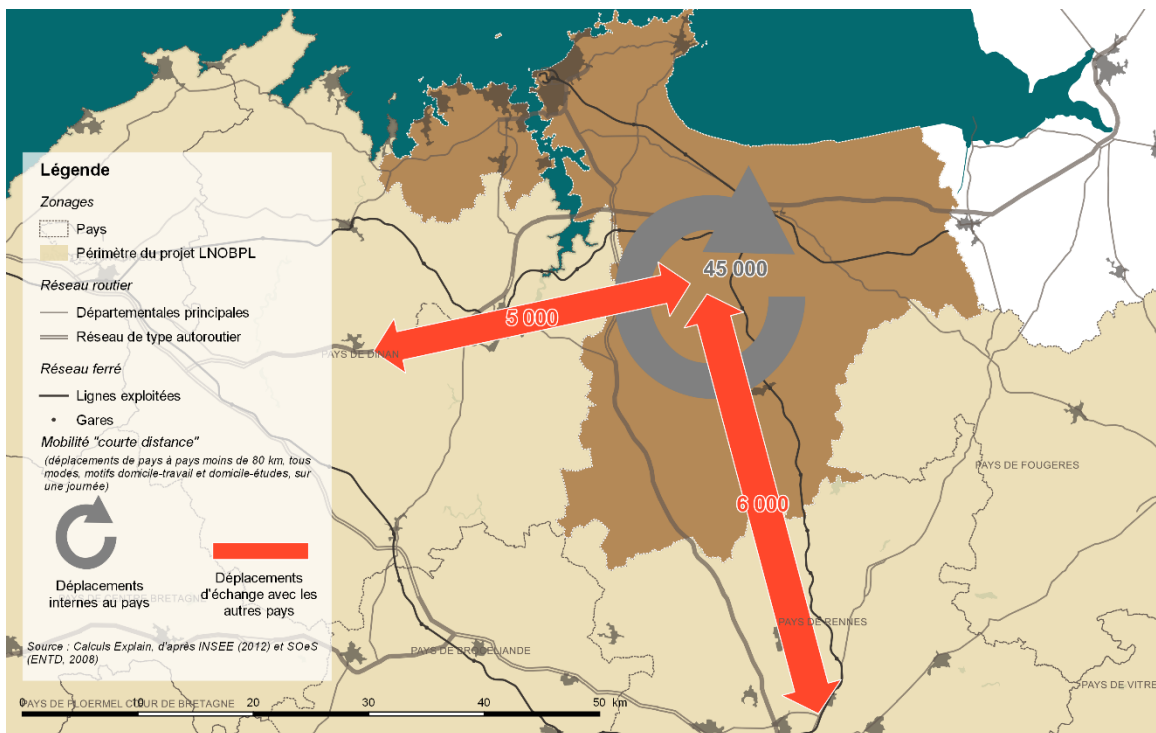 Légende
Zonages
Pays
Périmètre du projet LNOBPL
Réseau routier
Départementales principales
Réseau de type autoroutier
Réseau ferré
Lignes exploitées
Gares
Mobilité "courte distance"
(déplacements de pays à pays moins de 80 km, tous
modes, motifs domicile-travail et domicile-études, sur
une journée)
Déplacements
internes au pays
Déplacements
d'échange avec les
autres pays
Source : Calculs Explain, d'après INSEE (2012) et SOeS
(ENTD, 2008)
45 000
5 000
6 000
PAYS DE DINAN
PAYS DE FOUGERES
PAYS DE CENTRE BRETAGNE
PAYS DE RENNES
PAYS DE BROCELIANDE
PAYS DE VITRE
PAYS DE PLOERMEL CŒUR DE BRETAGNE
0 10 20 30 40 50 km